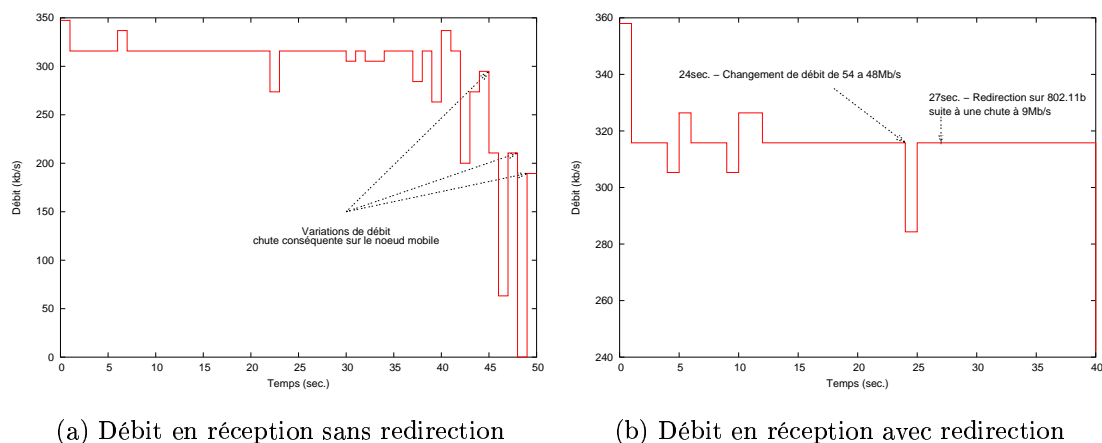 350
300
250
200
150
100
50
0
Débit (kb/s)
0 5 10 15 20 25 30 35 40 45 50
Temps (sec.)
Variations de débit
chute conséquente sur le noeud mobile
(a) Débit en réception sans redirection
360
340
320
300
280
260
240
Débit (kb/s)
0 5 10 15 20 25 30 35 40
Temps (sec.)
24sec. − Changement de débit de 54 a 48Mb/s
27sec. − Redirection sur 802.11b
suite à une chute à 9Mb/s
(b) Débit en réception avec redirection